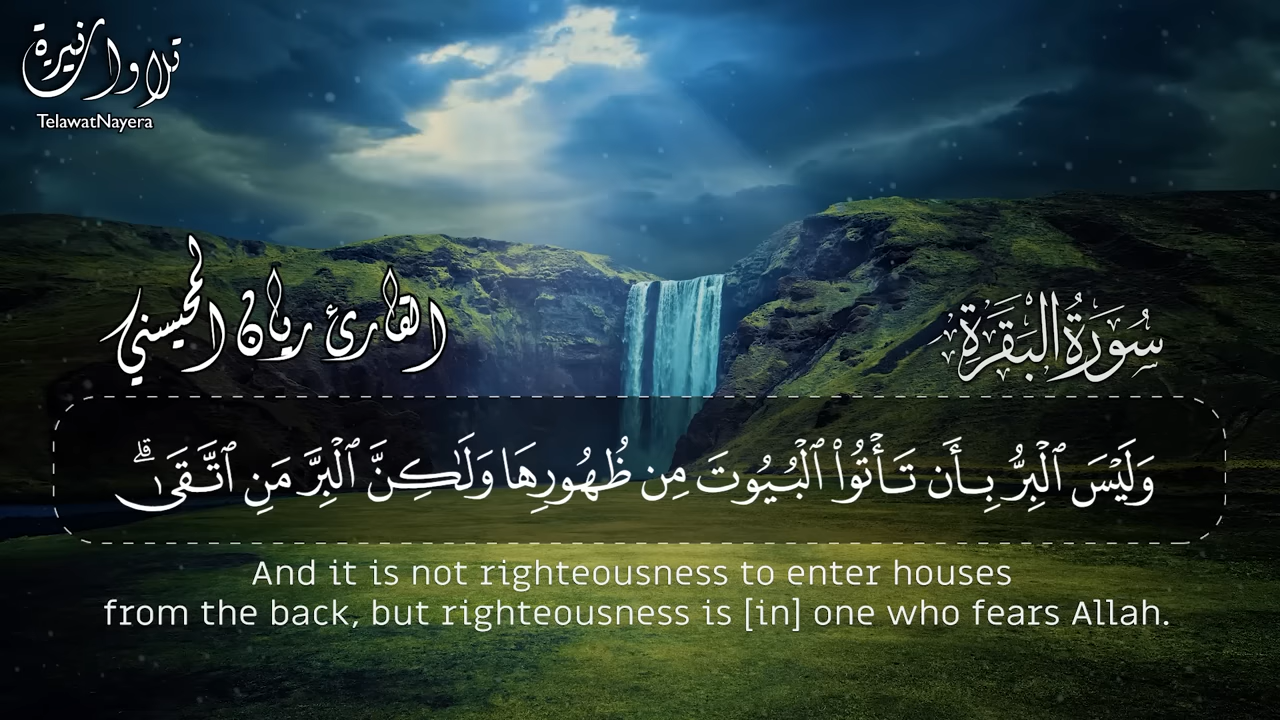 تلاوات نيرة
TelawatNayera
سُورَةُ البَقَرَةِ
القارئ ريان المحيسني
وَلَيْسَ ٱلْبِرُّ بِأَن تَأْتُوا۟ ٱلْبُيُوتَ مِن ظُهُورِهَا وَلَٰكِنَّ ٱلْبِرَّ مَنِ ٱتَّقَىٰ ۗ
And it is not righteousness to enter houses
from the back, but righteousness is [in] one who fears Allah.